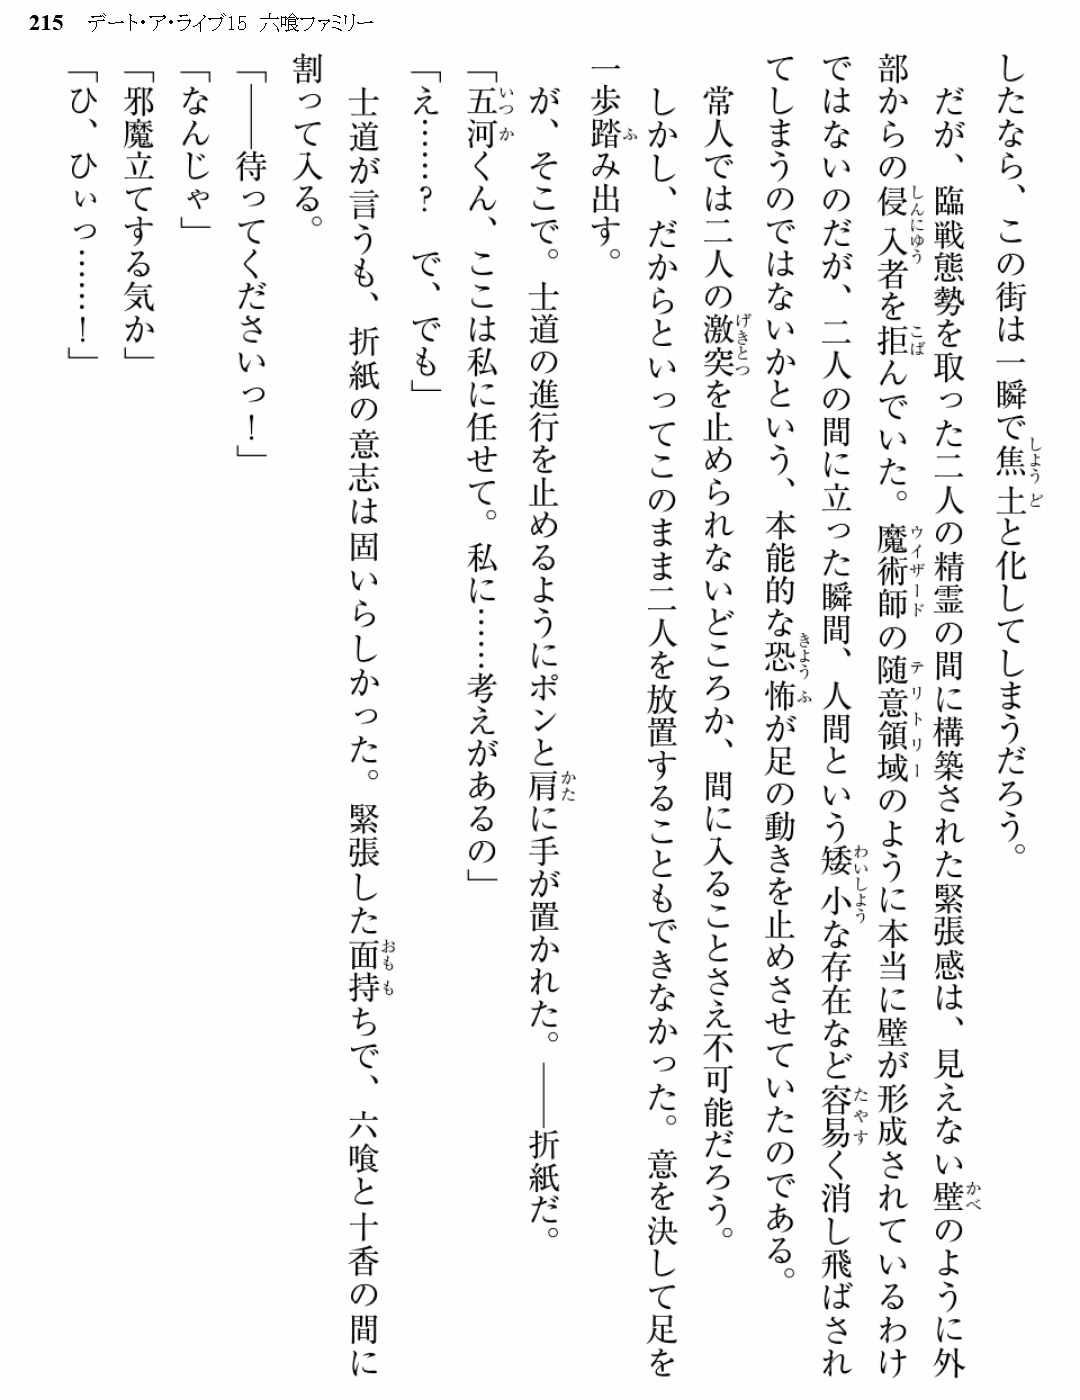 215 デート・ア・ライブ15 六喰ファミリー
したなら、この街は一瞬で焦土と化してしまうだろう。
　だが、臨戦態勢を取った二人の精霊の間に構築された緊張感は、見えない壁のように外
部からの侵入者を拒んでいた。魔術師の随意領域のように本当に壁が形成されているわけ
ではないのだが、二人の間に立った瞬間、人間という矮小な存在など容易く消し飛ばされ
てしまうのではないかという、本能的な恐怖が足の動きを止めさせていたのである。
　常人では二人の激突を止められないどころか、間に入ることさえ不可能だろう。
　しかし、だからといってこのまま二人を放置することもできなかった。意を決して足を
一歩踏み出す。
　が、そこで。士道の進行を止めるようにポンと肩に手が置かれた。――折紙だ。
「五河くん、ここは私に任せて。私に……考えがあるの」
「え……？　で、でも」
　士道が言うも、折紙の意志は固いらしかった。緊張した面持ちで、六喰と十香の間に
割って入る。
「――待ってくださいっ！」
「なんじゃ」
「邪魔立てする気か」
「ひ、ひぃっ……！」